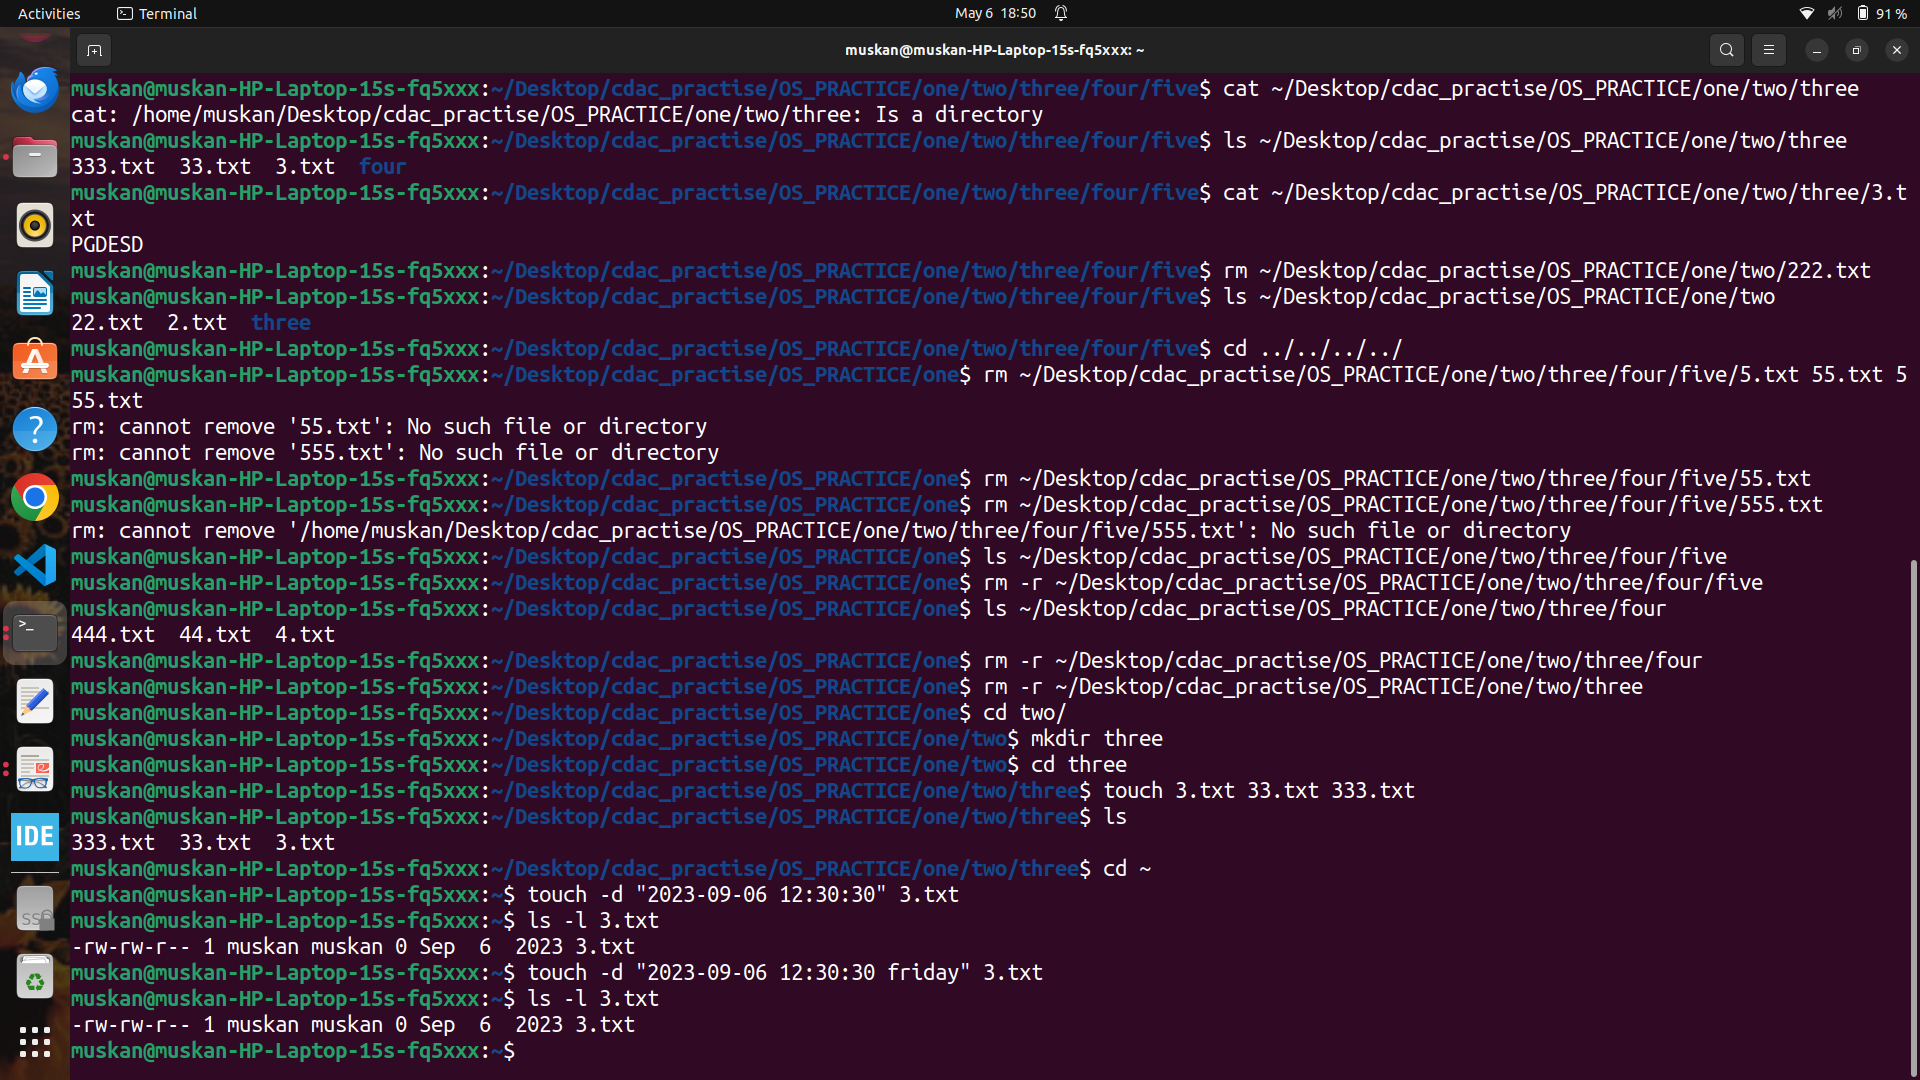 Activities Terminal May 6 18:50 91 %
muskan@muskan-HP-Laptop-15s-fq5xxx: ~
muskan@muskan-HP-Laptop-15s-fq5xxx:~/Desktop/cdac_practise/OS_PRACTICE/one/two/three/four/five$ cat ~/Desktop/cdac_practise/OS_PRACTICE/one/two/three
cat: /home/muskan/Desktop/cdac_practise/OS_PRACTICE/one/two/three: Is a directory
muskan@muskan-HP-Laptop-15s-fq5xxx:~/Desktop/cdac_practise/OS_PRACTICE/one/two/three/four/five$ ls ~/Desktop/cdac_practise/OS_PRACTICE/one/two/three
333.txt  33.txt  3.txt  four
muskan@muskan-HP-Laptop-15s-fq5xxx:~/Desktop/cdac_practise/OS_PRACTICE/one/two/three/four/five$ cat ~/Desktop/cdac_practise/OS_PRACTICE/one/two/three/3.t
xt
PGDESD
muskan@muskan-HP-Laptop-15s-fq5xxx:~/Desktop/cdac_practise/OS_PRACTICE/one/two/three/four/five$ rm ~/Desktop/cdac_practise/OS_PRACTICE/one/two/222.txt
muskan@muskan-HP-Laptop-15s-fq5xxx:~/Desktop/cdac_practise/OS_PRACTICE/one/two/three/four/five$ ls ~/Desktop/cdac_practise/OS_PRACTICE/one/two
22.txt  2.txt  three
muskan@muskan-HP-Laptop-15s-fq5xxx:~/Desktop/cdac_practise/OS_PRACTICE/one/two/three/four/five$ cd ../../../../
muskan@muskan-HP-Laptop-15s-fq5xxx:~/Desktop/cdac_practise/OS_PRACTICE/one$ rm ~/Desktop/cdac_practise/OS_PRACTICE/one/two/three/four/five/5.txt 55.txt 5
55.txt
rm: cannot remove '55.txt': No such file or directory
rm: cannot remove '555.txt': No such file or directory
muskan@muskan-HP-Laptop-15s-fq5xxx:~/Desktop/cdac_practise/OS_PRACTICE/one$ rm ~/Desktop/cdac_practise/OS_PRACTICE/one/two/three/four/five/55.txt
muskan@muskan-HP-Laptop-15s-fq5xxx:~/Desktop/cdac_practise/OS_PRACTICE/one$ rm ~/Desktop/cdac_practise/OS_PRACTICE/one/two/three/four/five/555.txt
rm: cannot remove '/home/muskan/Desktop/cdac_practise/OS_PRACTICE/one/two/three/four/five/555.txt': No such file or directory
muskan@muskan-HP-Laptop-15s-fq5xxx:~/Desktop/cdac_practise/OS_PRACTICE/one$ ls ~/Desktop/cdac_practise/OS_PRACTICE/one/two/three/four/five
muskan@muskan-HP-Laptop-15s-fq5xxx:~/Desktop/cdac_practise/OS_PRACTICE/one$ rm -r ~/Desktop/cdac_practise/OS_PRACTICE/one/two/three/four/five
muskan@muskan-HP-Laptop-15s-fq5xxx:~/Desktop/cdac_practise/OS_PRACTICE/one$ ls ~/Desktop/cdac_practise/OS_PRACTICE/one/two/three/four
444.txt  44.txt  4.txt
muskan@muskan-HP-Laptop-15s-fq5xxx:~/Desktop/cdac_practise/OS_PRACTICE/one$ rm -r ~/Desktop/cdac_practise/OS_PRACTICE/one/two/three/four
muskan@muskan-HP-Laptop-15s-fq5xxx:~/Desktop/cdac_practise/OS_PRACTICE/one$ rm -r ~/Desktop/cdac_practise/OS_PRACTICE/one/two/three
muskan@muskan-HP-Laptop-15s-fq5xxx:~/Desktop/cdac_practise/OS_PRACTICE/one$ cd two/
muskan@muskan-HP-Laptop-15s-fq5xxx:~/Desktop/cdac_practise/OS_PRACTICE/one/two$ mkdir three
muskan@muskan-HP-Laptop-15s-fq5xxx:~/Desktop/cdac_practise/OS_PRACTICE/one/two$ cd three
muskan@muskan-HP-Laptop-15s-fq5xxx:~/Desktop/cdac_practise/OS_PRACTICE/one/two/three$ touch 3.txt 33.txt 333.txt
muskan@muskan-HP-Laptop-15s-fq5xxx:~/Desktop/cdac_practise/OS_PRACTICE/one/two/three$ ls
333.txt  33.txt  3.txt
muskan@muskan-HP-Laptop-15s-fq5xxx:~/Desktop/cdac_practise/OS_PRACTICE/one/two/three$ cd ~
muskan@muskan-HP-Laptop-15s-fq5xxx:~$ touch -d "2023-09-06 12:30:30" 3.txt
muskan@muskan-HP-Laptop-15s-fq5xxx:~$ ls -l 3.txt
-rw-rw-r-- 1 muskan muskan 0 Sep  6  2023 3.txt
muskan@muskan-HP-Laptop-15s-fq5xxx:~$ touch -d "2023-09-06 12:30:30 friday" 3.txt
muskan@muskan-HP-Laptop-15s-fq5xxx:~$ ls -l 3.txt
-rw-rw-r-- 1 muskan muskan 0 Sep  6  2023 3.txt
muskan@muskan-HP-Laptop-15s-fq5xxx:~$
IDE
SS